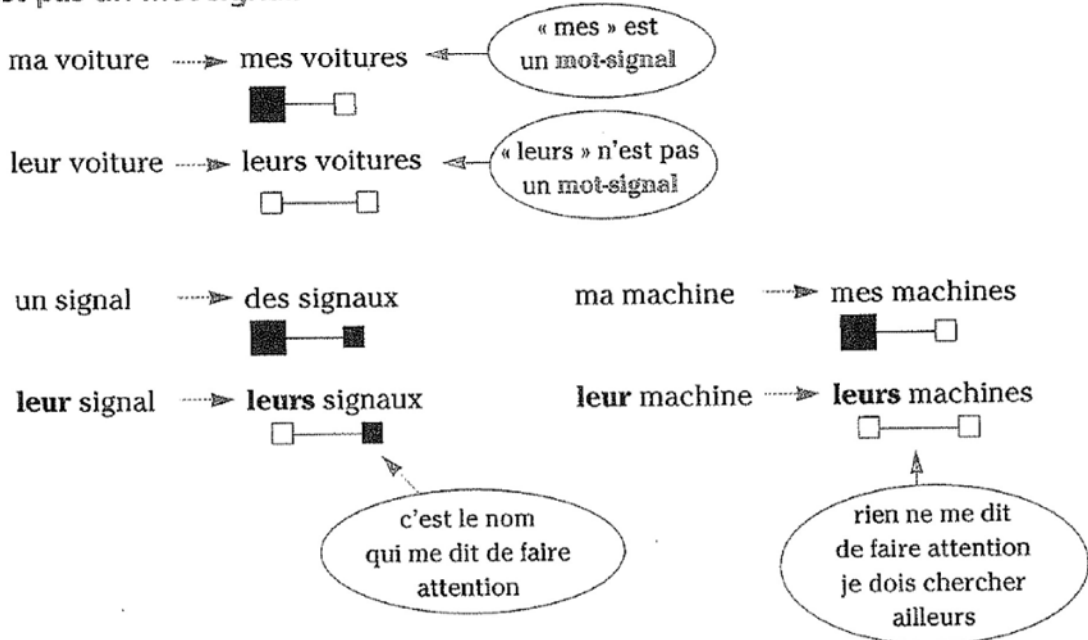 « mes » est
un mot-signal
ma voiture mes voitures
« leurs » n'est pas
un mot-signal
leur voiture leurs voitures
un signal des signaux
leur signal leurs signaux
c'est le nom
qui me dit de faire
attention
ma machine mes machines
leur machine leurs machines
rien ne me dit
de faire attention
je dois chercher
ailleurs